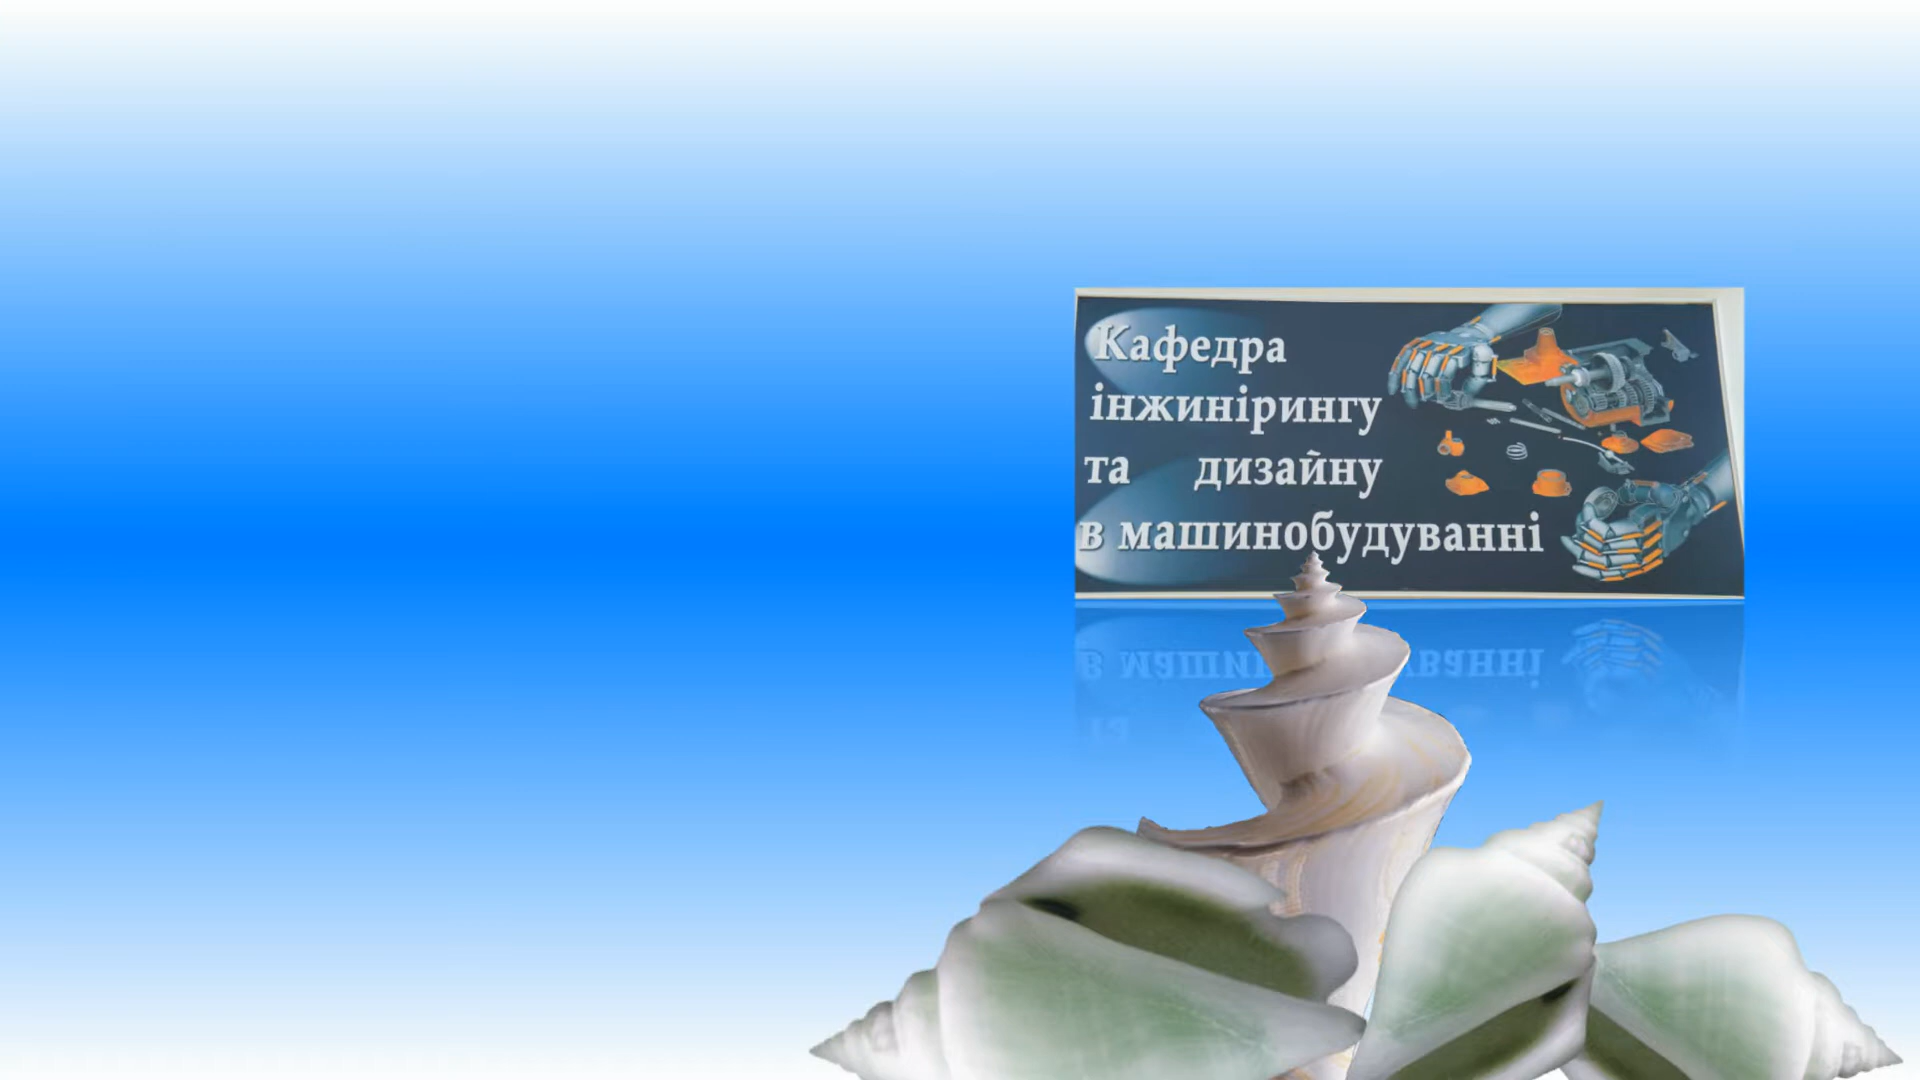 Кафедра
інжинірингу
та дизайну
в машинобудуванні